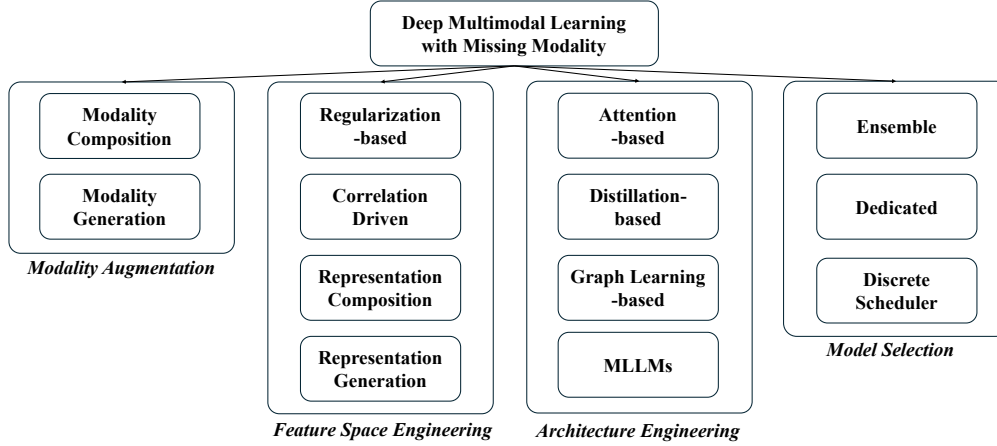 Deep Multimodal Learning
with Missing Modality
Modality
Composition
Modality
Generation
Modality Augmentation
Regularization
-based
Correlation
Driven
Representation
Composition
Representation
Generation
Feature Space Engineering
Attention
-based
Distillation-
based
Graph Learning
-based
MLLMs
Architecture Engineering
Ensemble
Dedicated
Discrete
Scheduler
Model Selection